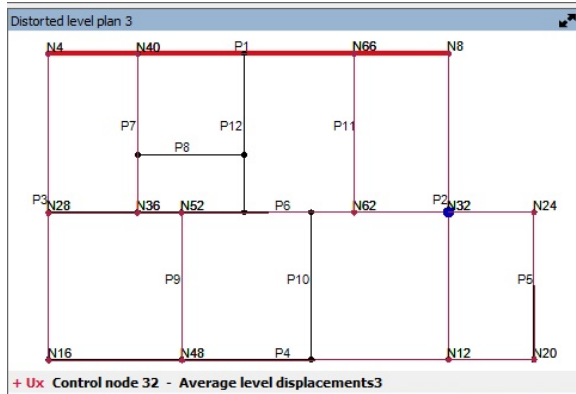 Distorted level plan 3
N4 N40 P1 N66 N8
P7 P12 P11
P8
P3 P2
N28 N36 N52 P6 N62 N32 N24
P9 P10 P5
N16 N48 P4 N12 N20
+ Ux Control node 32 - Average level displacements3